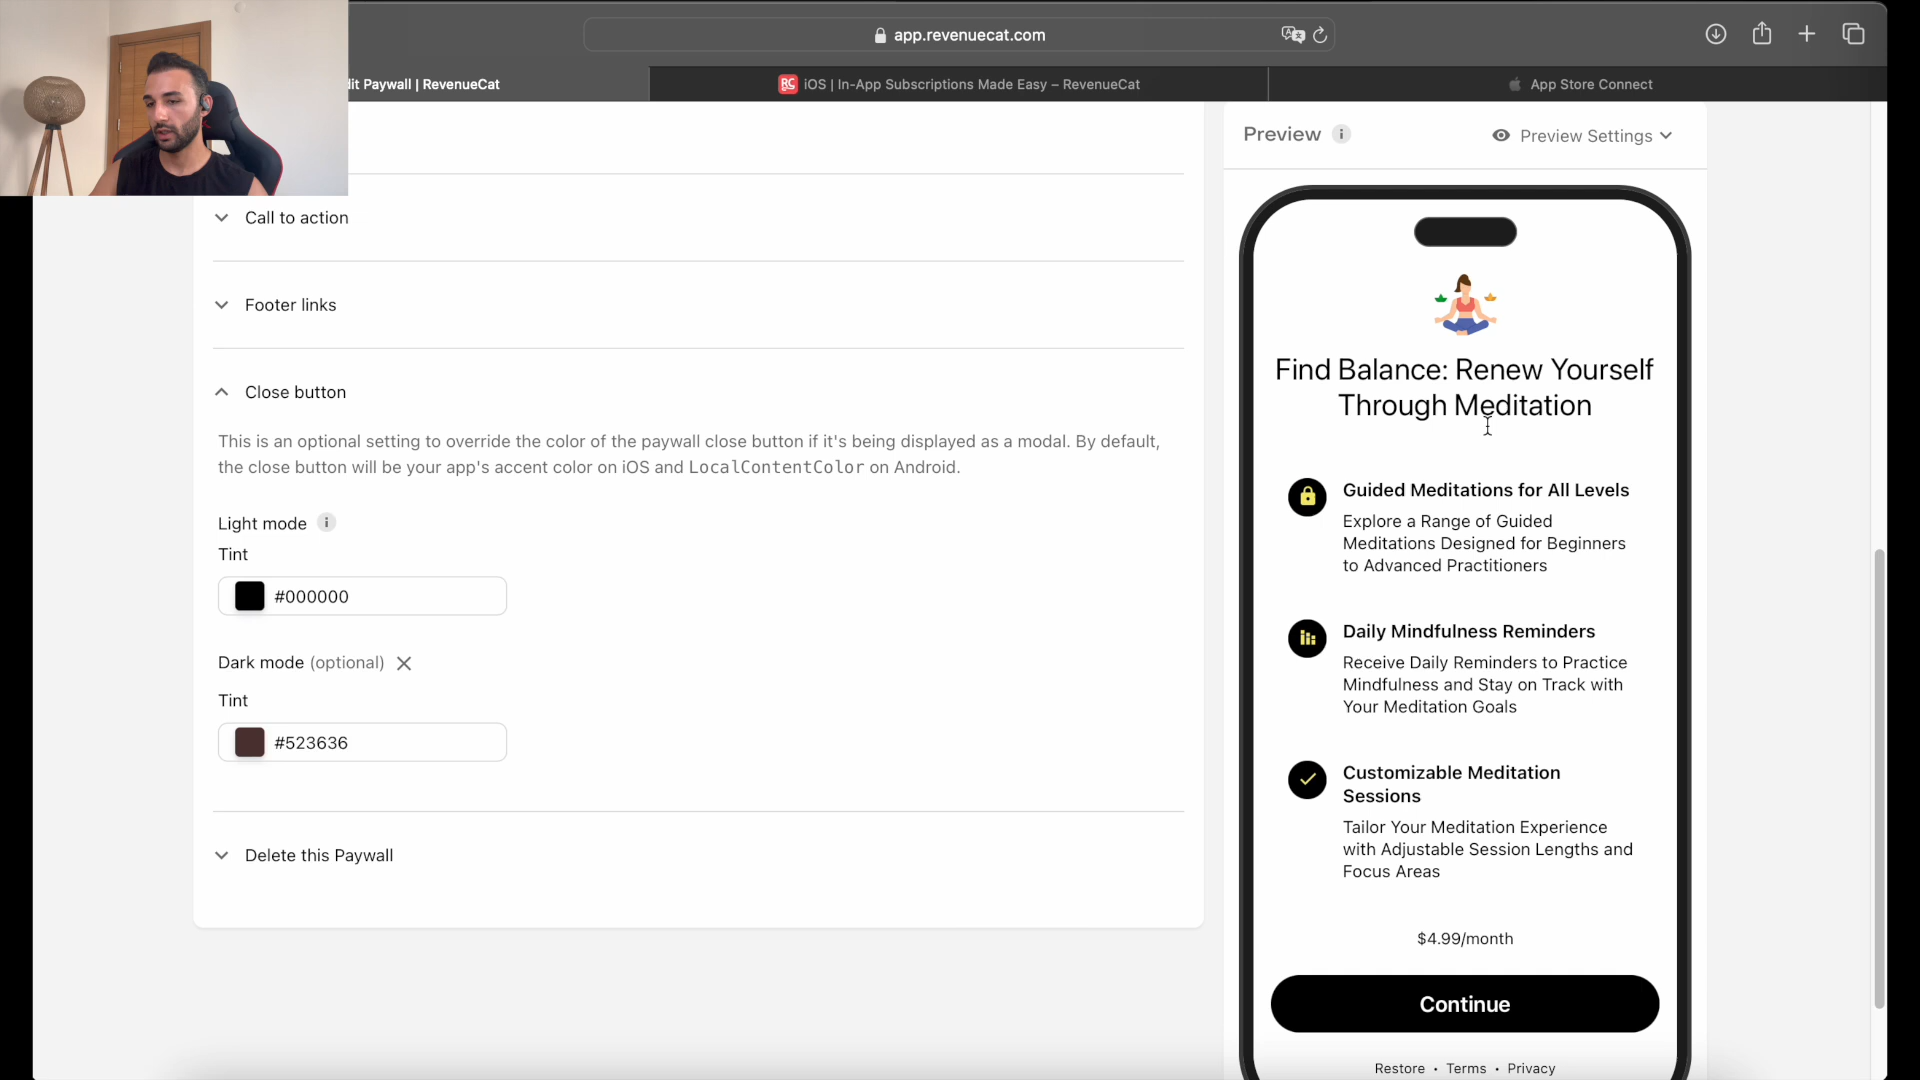 app.revenuecat.com
dit Paywall | RevenueCat
RC iOS | In-App Subscriptions Made Easy – RevenueCat
App Store Connect
Call to action
Footer links
Close button
This is an optional setting to override the color of the paywall close button if it's being displayed as a modal. By default,
the close button will be your app's accent color on iOS and LocalContentColor on Android.
Light mode i
Tint
#000000
Dark mode (optional)
Tint
#523636
Delete this Paywall
Preview i
Preview Settings
Find Balance: Renew Yourself
Through Meditation
Guided Meditations for All Levels
Explore a Range of Guided
Meditations Designed for Beginners
to Advanced Practitioners
Daily Mindfulness Reminders
Receive Daily Reminders to Practice
Mindfulness and Stay on Track with
Your Meditation Goals
Customizable Meditation
Sessions
Tailor Your Meditation Experience
with Adjustable Session Lengths and
Focus Areas
$4.99/month
Continue
Restore • Terms • Privacy